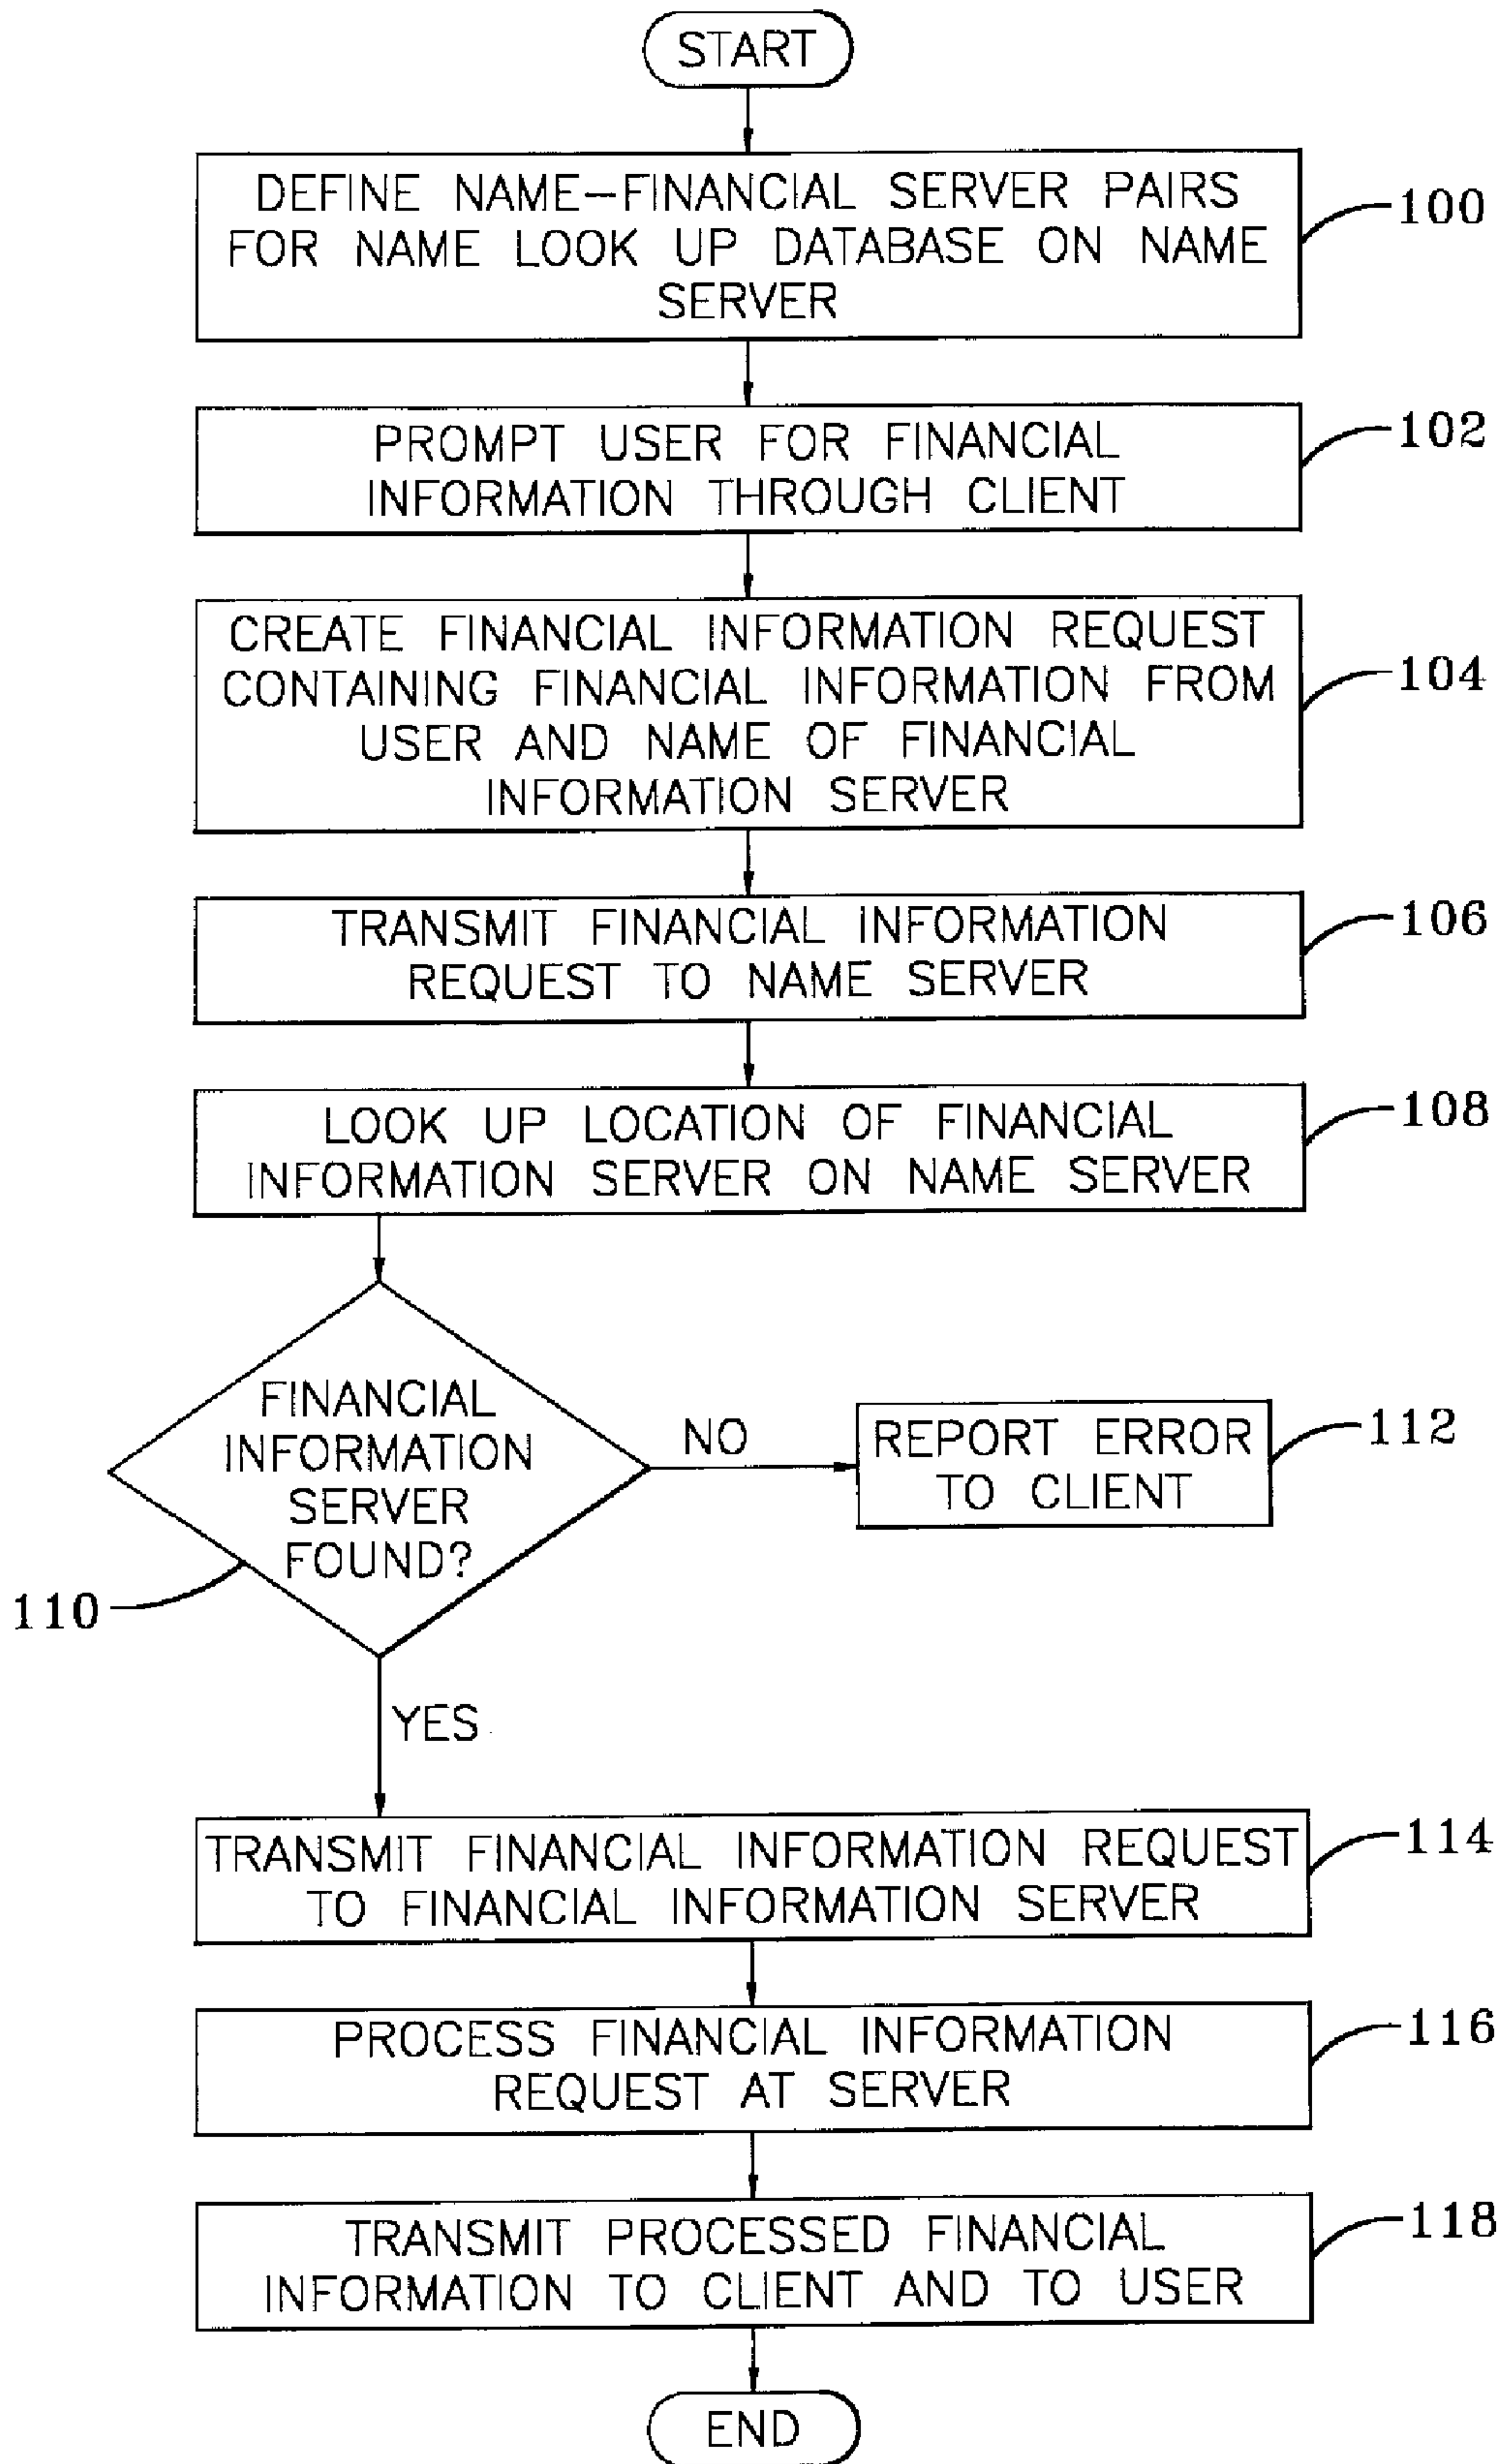 START
DEFINE NAME-FINANCIAL SERVER PAIRS
FOR NAME LOOK UP DATABASE ON NAME
SERVER
100
PROMPT USER FOR FINANCIAL
INFORMATION THROUGH CLIENT
102
CREATE FINANCIAL INFORMATION REQUEST
CONTAINING FINANCIAL INFORMATION FROM
USER AND NAME OF FINANCIAL
INFORMATION SERVER
104
TRANSMIT FINANCIAL INFORMATION
REQUEST TO NAME SERVER
106
LOOK UP LOCATION OF FINANCIAL
INFORMATION SERVER ON NAME SERVER
108
FINANCIAL
INFORMATION
SERVER
FOUND?
110
NO
REPORT ERROR
TO CLIENT
112
YES
TRANSMIT FINANCIAL INFORMATION REQUEST
TO FINANCIAL INFORMATION SERVER
114
PROCESS FINANCIAL INFORMATION
REQUEST AT SERVER
116
TRANSMIT PROCESSED FINANCIAL
INFORMATION TO CLIENT AND TO USER
118
END